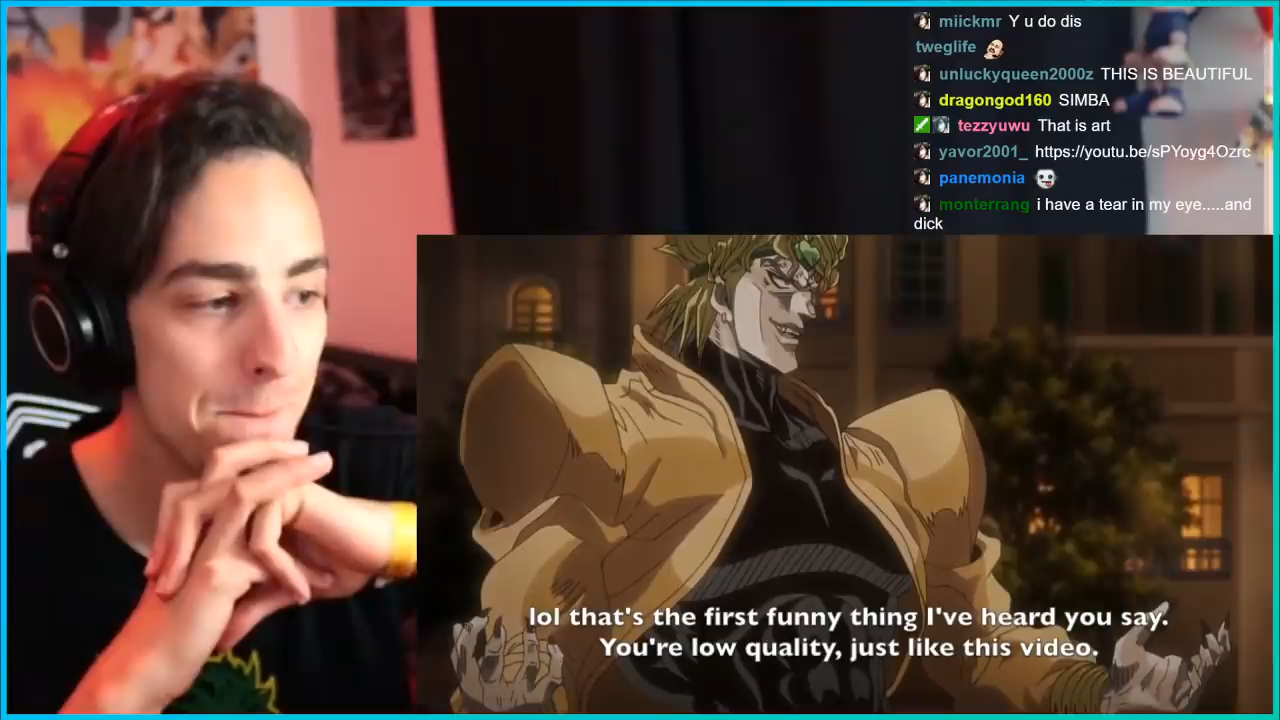 miickmr Y u do dis
tweglife
unluckyqueen2000z THIS IS BEAUTIFUL
dragongod160 SIMBA
tezzyuwu That is art
yavor2001_ https://youtu.be/sPYoyg4Ozrc
panemonia
monterrang i have a tear in my eye.....and
dick
lol that's the first funny thing I've heard you say.
You're low quality, just like this video.